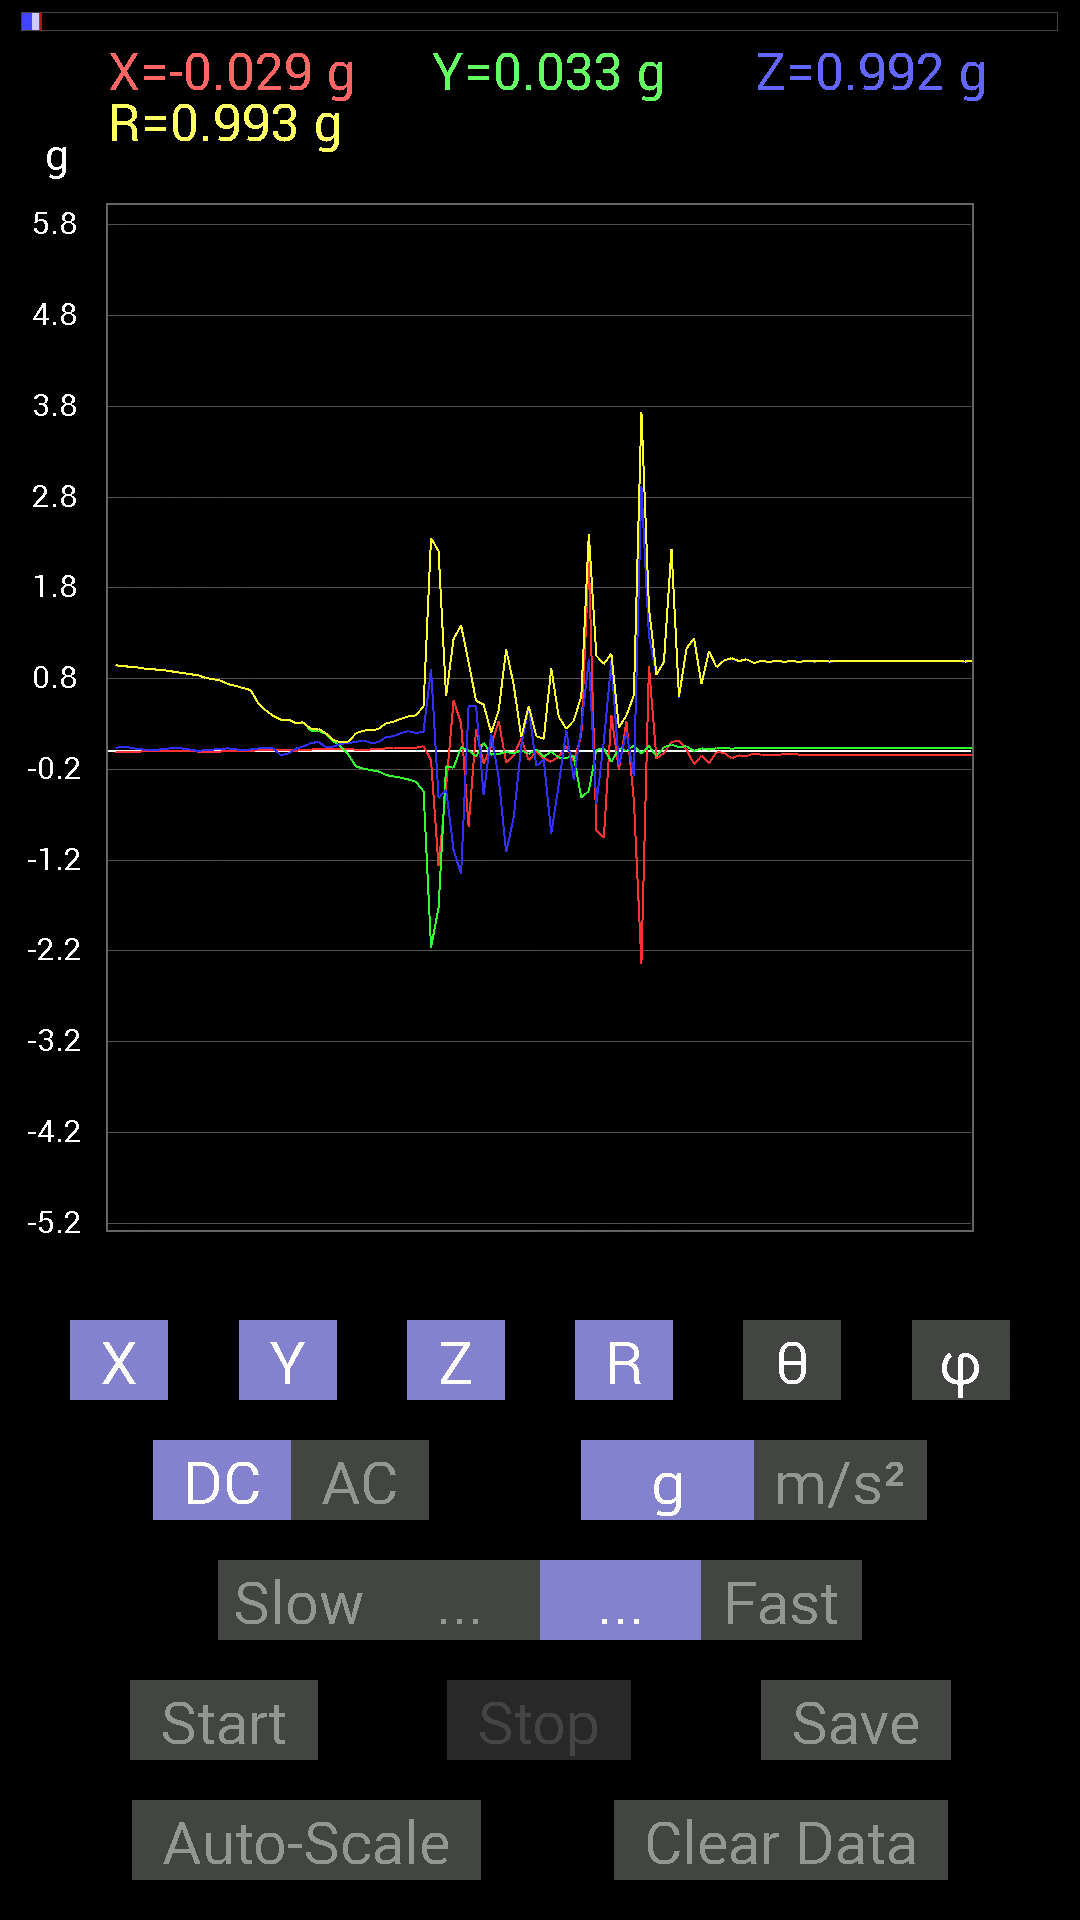 X=-0.029 g Y=0.033 g Z=0.992 g
R=0.993 g
g
5.8
4.8
3.8
2.8
1.8
0.8
-0.2
-1.2
-2.2
-3.2
-4.2
-5.2
X Y Z R θ φ
DC AC g m/s²
Slow ... ... Fast
Start Stop Save
Auto-Scale Clear Data